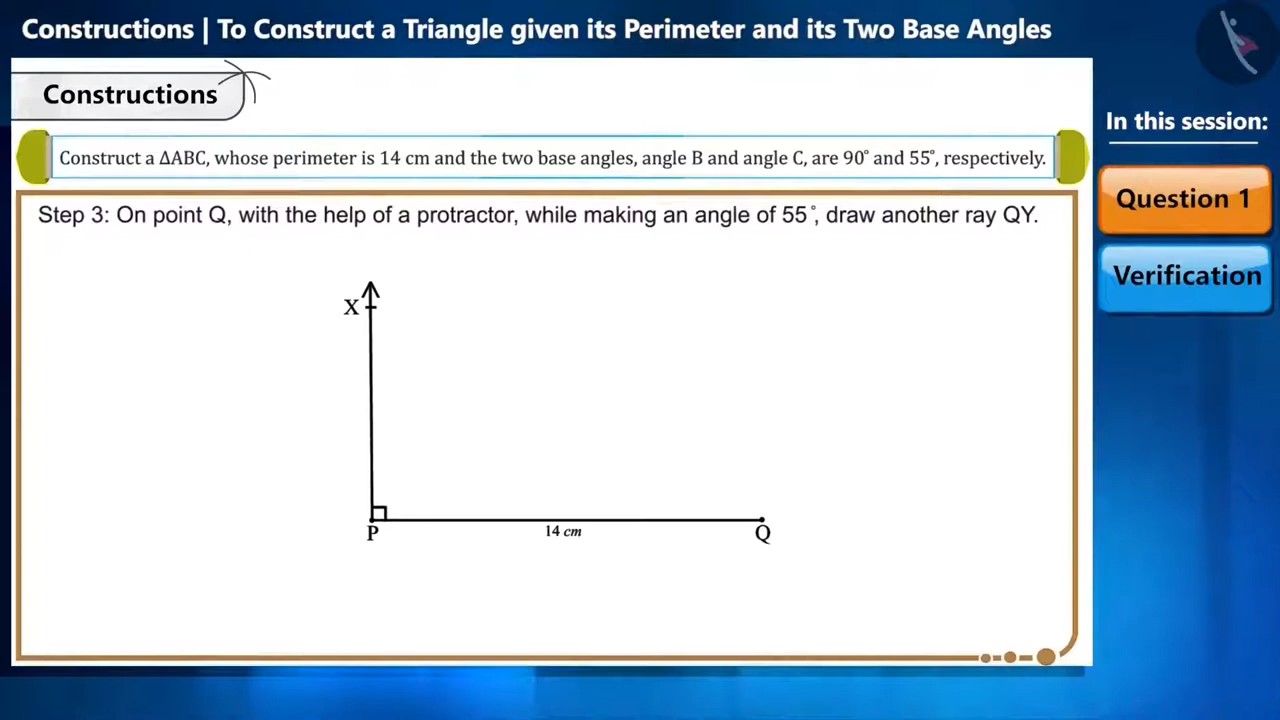 Constructions | To Construct a Triangle given its Perimeter and its Two Base Angles
Constructions
In this session:
Construct a ΔABC, whose perimeter is 14 cm and the two base angles, angle B and angle C, are 90° and 55°, respectively.
Question 1
Step 3: On point Q, with the help of a protractor, while making an angle of 55°, draw another ray QY.
Verification
X
P
14 cm
Q